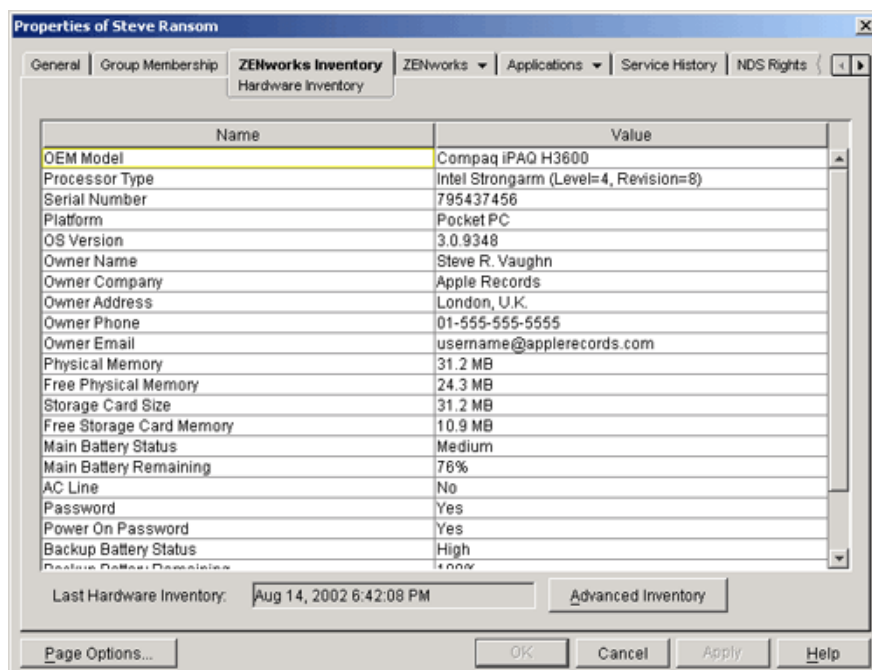 Properties of Steve Ransom
General Group Membership ZENworks Inventory ZENworks Applications Service History NDS Rights
Hardware Inventory
Name Value
OEM Model Compaq iPAQ H3600
Processor Type Intel Strongarm (Level=4, Revision=8)
Serial Number 795437456
Platform Pocket PC
OS Version 3.0.9348
Owner Name Steve R. Vaughn
Owner Company Apple Records
Owner Address London, U.K.
Owner Phone 01-555-555-5555
Owner Email username@applerecords.com
Physical Memory 31.2 MB
Free Physical Memory 24.3 MB
Storage Card Size 31.2 MB
Free Storage Card Memory 10.9 MB
Main Battery Status Medium
Main Battery Remaining 76%
AC Line No
Password Yes
Power On Password Yes
Backup Battery Status High
Backup Battery Remaining 100%
Last Hardware Inventory: Aug 14, 2002 6:42:08 PM Advanced Inventory
Page Options... OK Cancel Apply Help